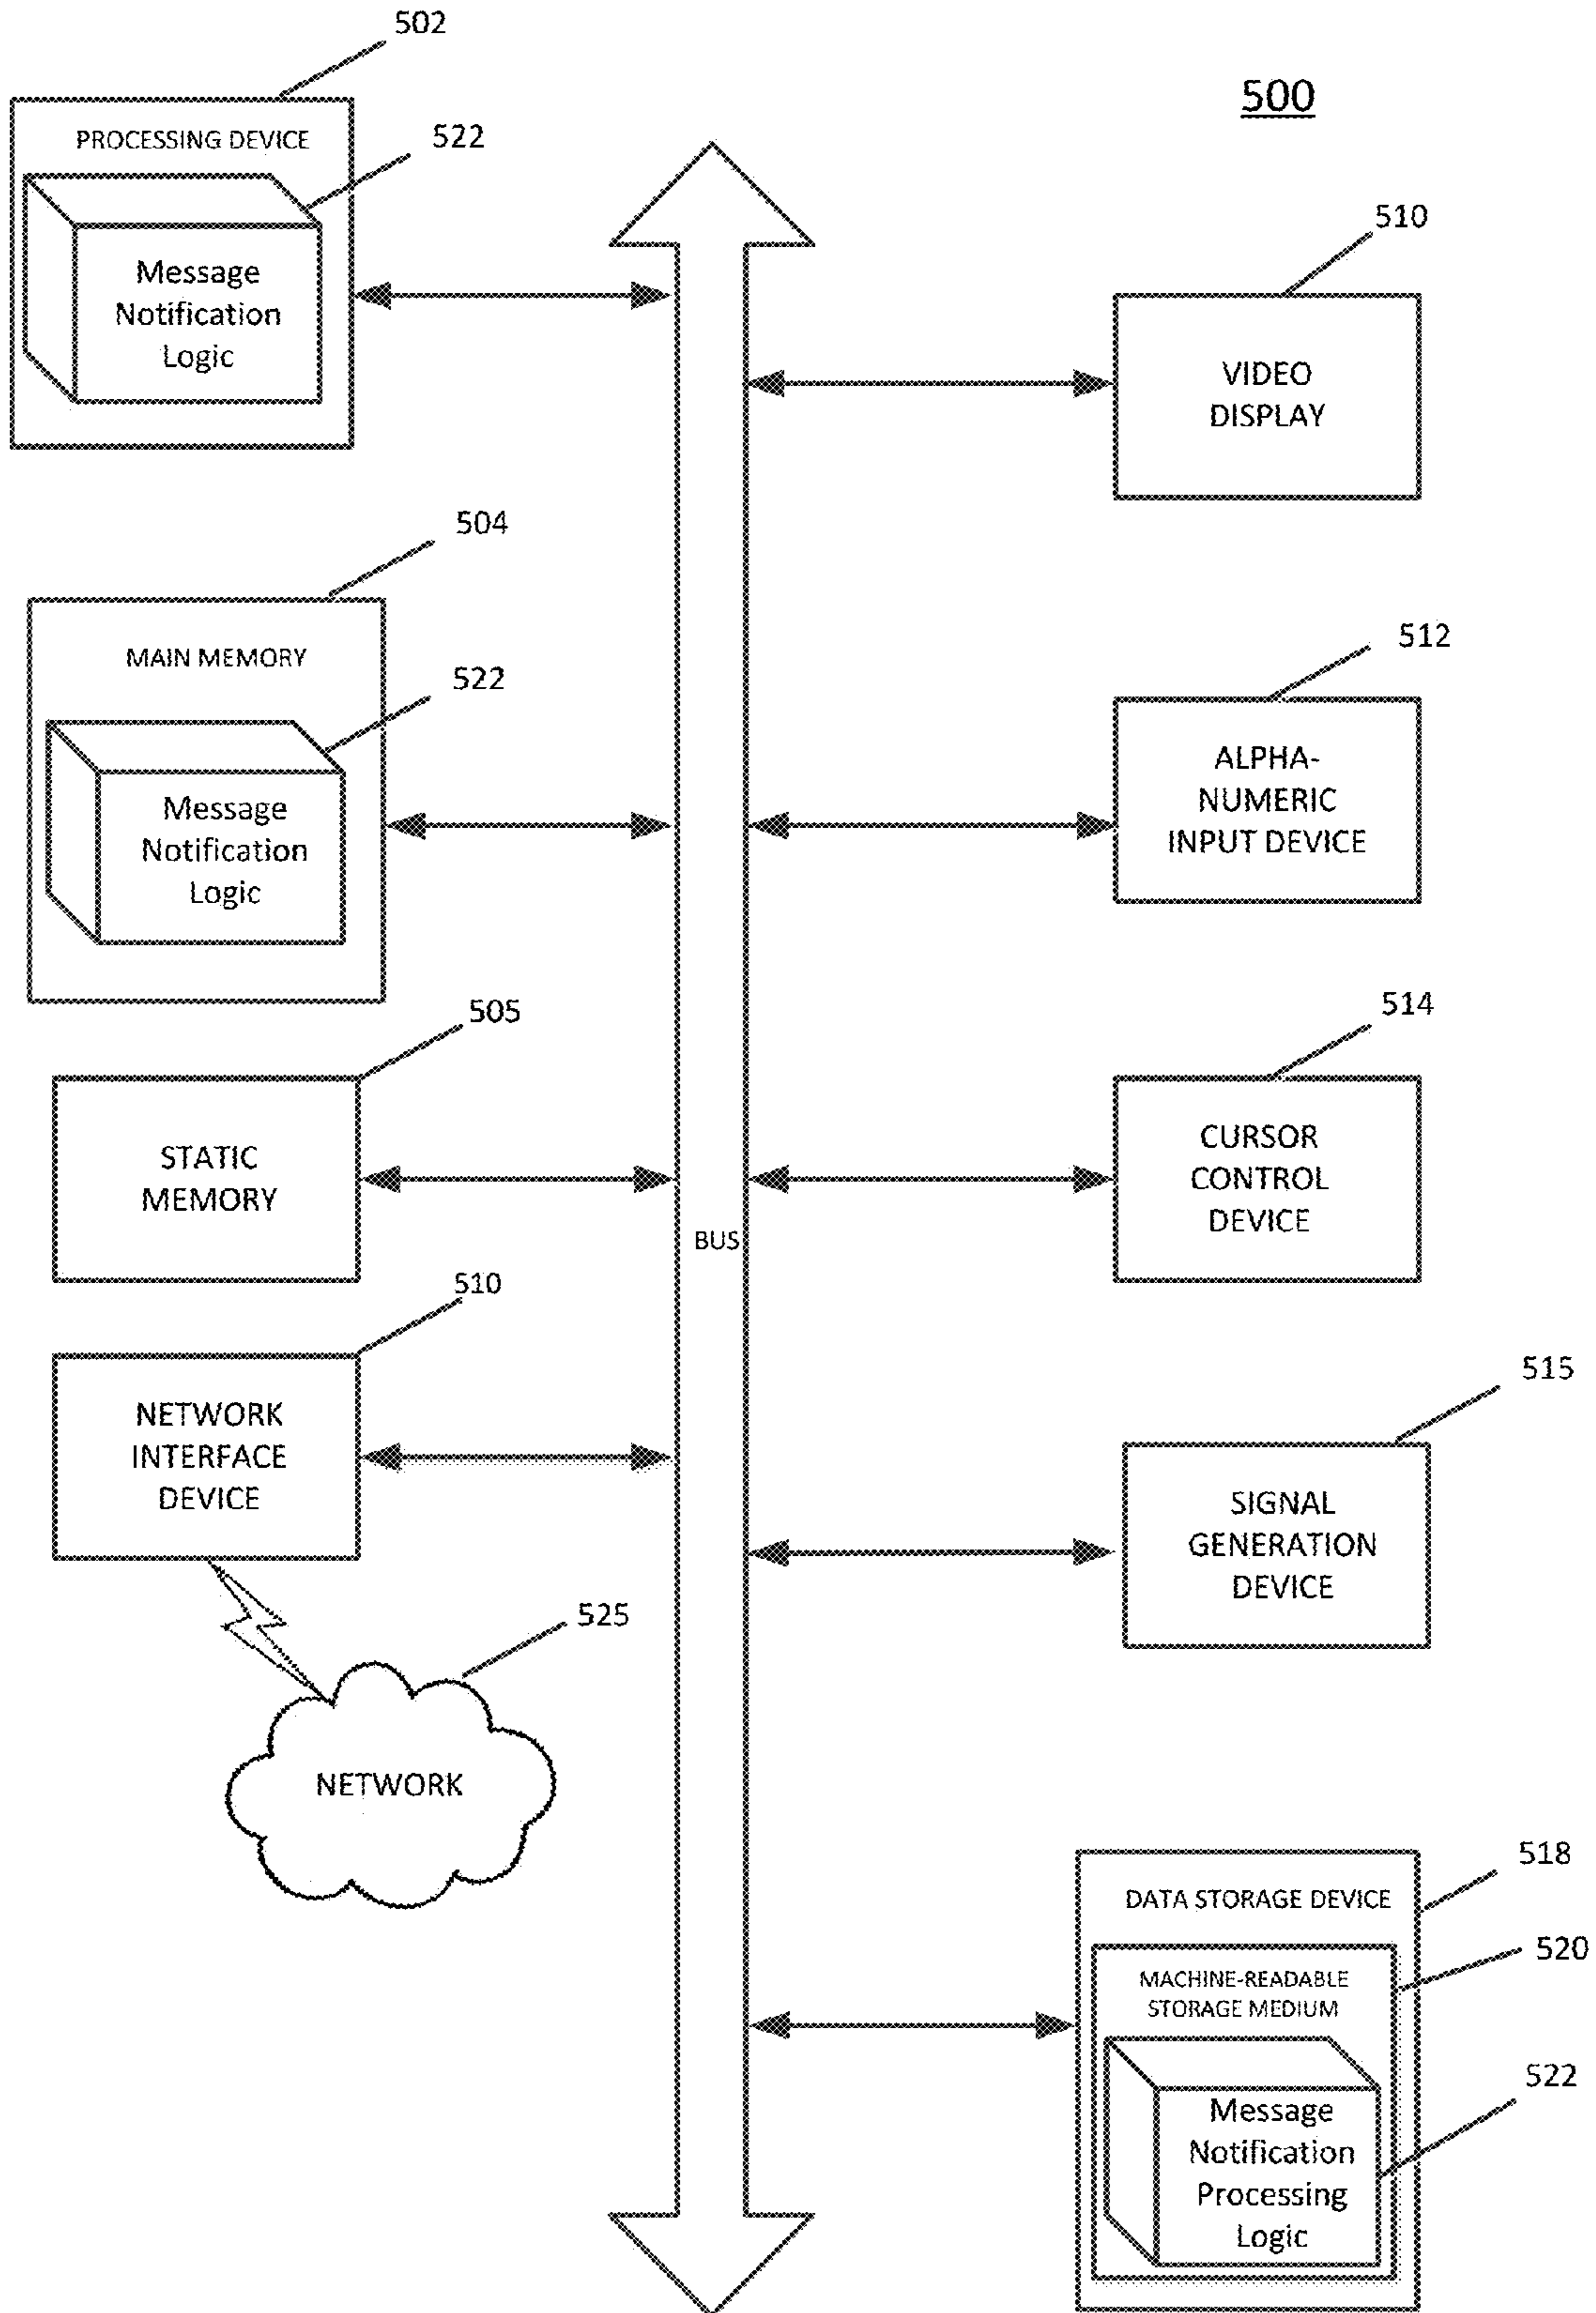 502
500
PROCESSING DEVICE
522
Message
Notification
Logic
510
VIDEO
DISPLAY
504
MAIN MEMORY
522
Message
Notification
Logic
512
ALPHA-
NUMERIC
INPUT DEVICE
505
STATIC
MEMORY
514
CURSOR
CONTROL
DEVICE
BUS
510
NETWORK
INTERFACE
DEVICE
515
SIGNAL
GENERATION
DEVICE
525
NETWORK
518
DATA STORAGE DEVICE
520
MACHINE-READABLE
STORAGE MEDIUM
522
Message
Notification
Processing
Logic